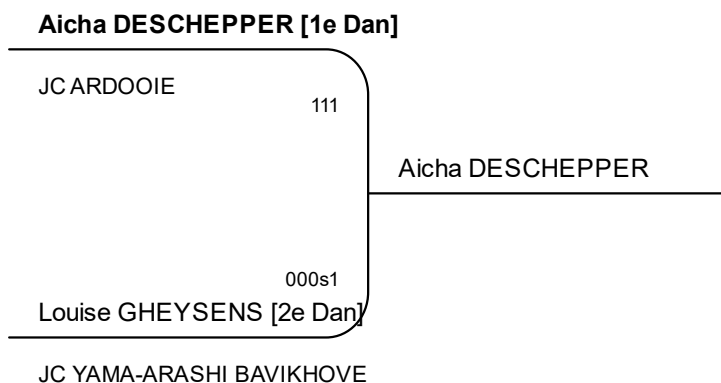 Aicha DESCHEPPER [1e Dan]
JC ARDOOIE
111
Aicha DESCHEPPER
000s1
Louise GHEYSENS [2e Dan]
JC YAMA-ARASHI BAVIKHOVE